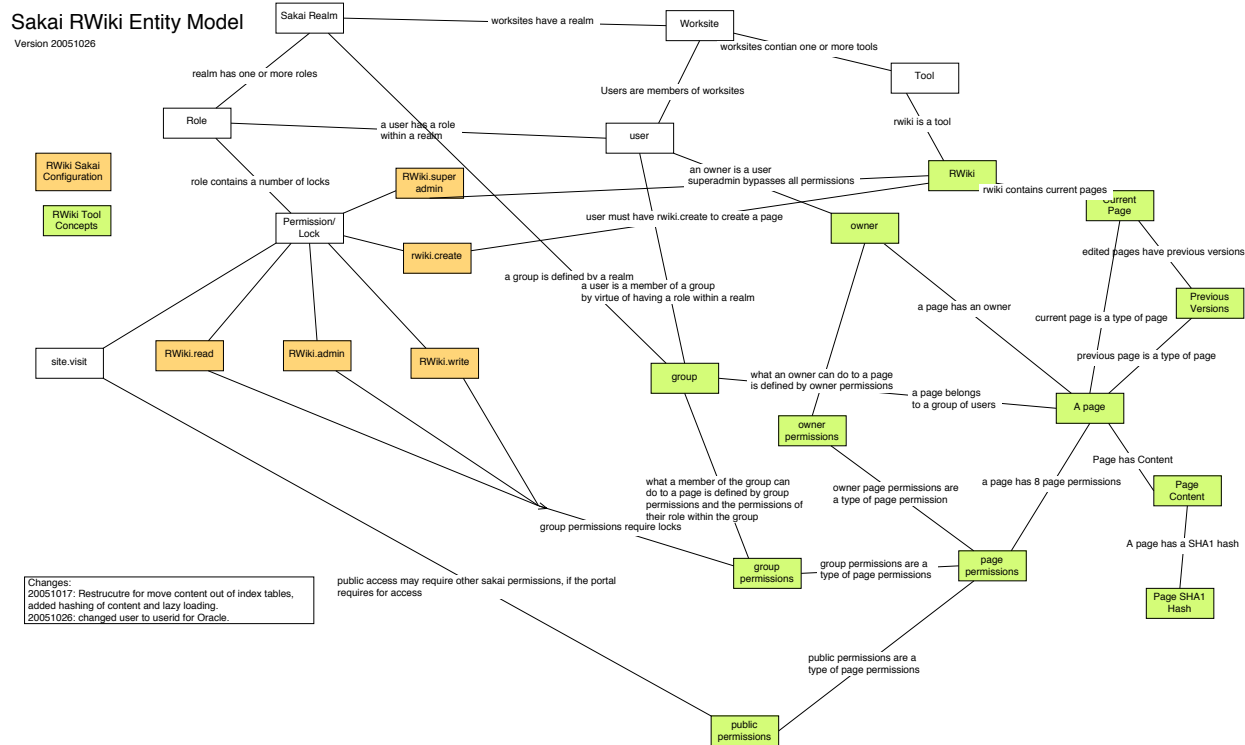 Sakai RWiki Entity Model
Version 20051026
Sakai Realm
worksites have a realm
Worksite
worksites contian one or more tools
Tool
realm has one or more roles
Users are members of worksites
Role
a user has a role
within a realm
user
rwiki is a tool
RWiki Sakai
Configuration
RWiki Tool
Concepts
role contains a number of locks
RWiki.super
admin
an owner is a user
superadmin bypasses all permissions
RWiki
rwiki contains current pages
Current
Page
Permission/
Lock
user must have rwiki.create to create a page
owner
rwiki.create
edited pages have previous versions
a group is defined by a realm
a user is a member of a group
by virtue of having a role within a realm
a page has an owner
Previous
Versions
current page is a type of page
previous page is a type of page
site.visit
RWiki.read
RWiki.admin
RWiki.write
group
what an owner can do to a page
is defined by owner permissions
a page belongs
to a group of users
A page
owner
permissions
Page has Content
what a member of the group can
do to a page is defined by group
permissions and the permissions of
their role within the group
owner page permissions are
a type of page permission
a page has 8 page permissions
Page
Content
group permissions require locks
A page has a SHA1 hash
group
permissions
group permissions are a
type of page permissions
page
permissions
Page SHA1
Hash
Changes:
20051017: Restrucutre for move content out of index tables,
added hashing of content and lazy loading.
20051026: changed user to userid for Oracle.
public access may require other sakai permissions, if the portal
requires for access
public permissions are a
type of page permissions
public
permissions